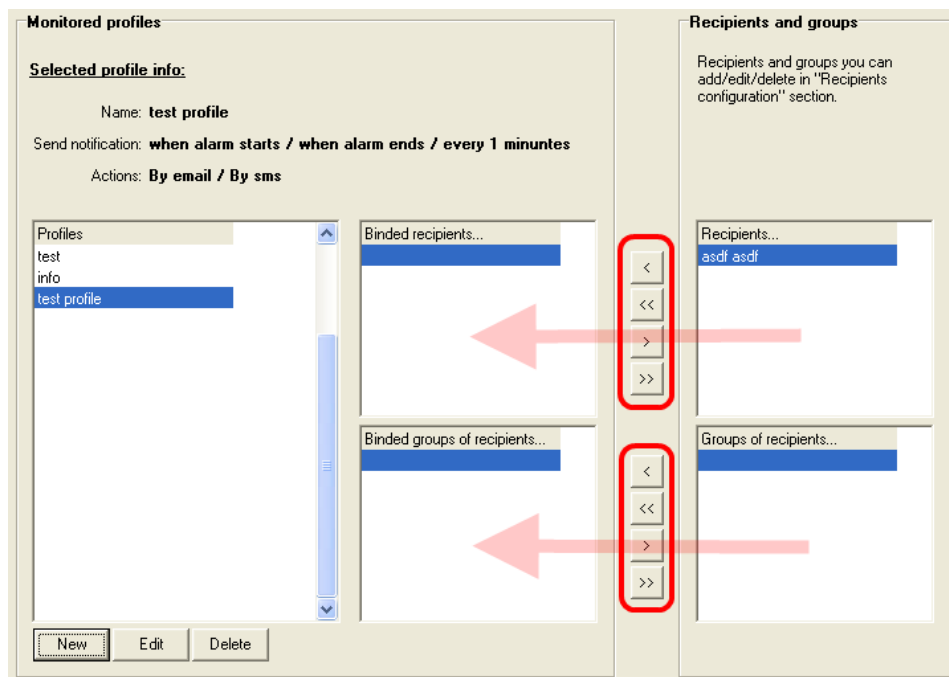 Monitored profiles
Selected profile info:
Name: test profile
Send notification: when alarm starts / when alarm ends / every 1 minuntes
Actions: By email / By sms
Profiles
test
info
test profile
New
Edit
Delete
Binded recipients...
Binded groups of recipients...
<
<<
>
>>
<
<<
>
>>
Recipients and groups
Recipients and groups you can
add/edit/delete in "Recipients
configuration" section.
Recipients...
asdf asdf
Groups of recipients...